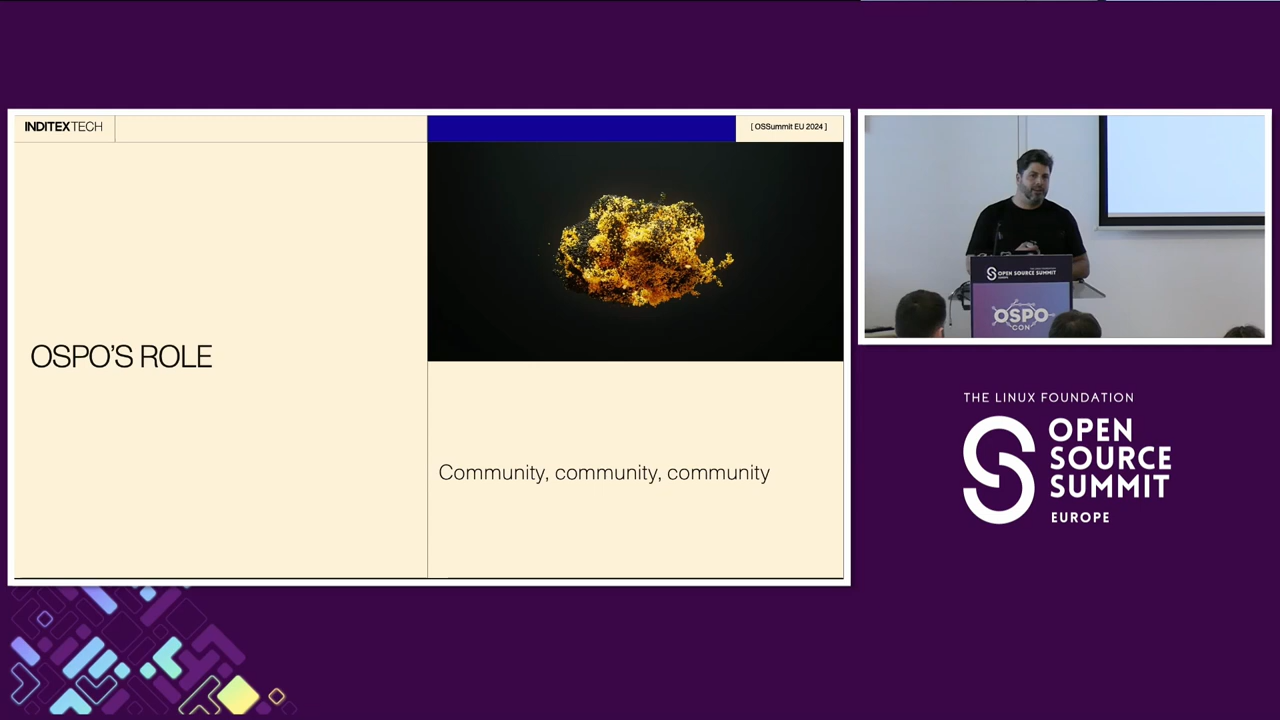 INDITEXTECH
[ OSSummit EU 2024 ]
OSPO'S ROLE
Community, community, community
OPEN SOURCE SUMMIT
OSPO
CON
THE LINUX FOUNDATION
OPEN
SOURCE
SUMMIT
EUROPE